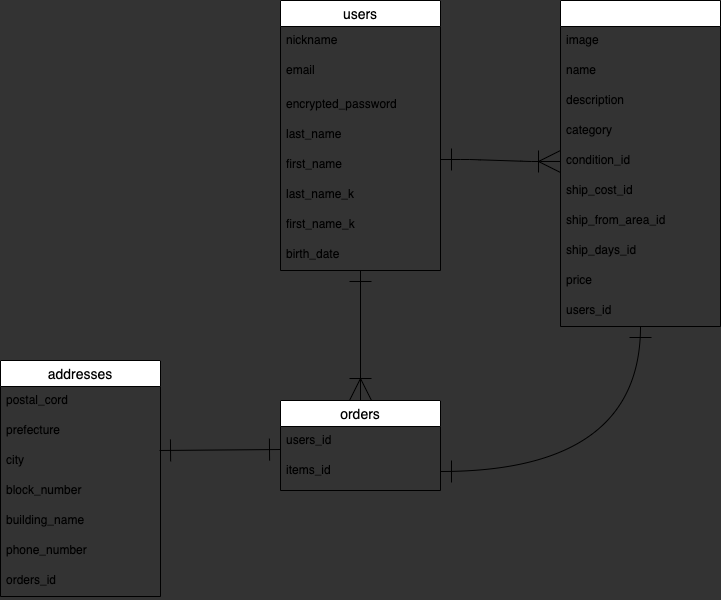 users
nickname
email
encrypted_password
last_name
first_name
last_name_k
first_name_k
birth_date
image
name
description
category
condition_id
ship_cost_id
ship_from_area_id
ship_days_id
price
users_id
addresses
postal_cord
prefecture
city
block_number
building_name
phone_number
orders_id
orders
users_id
items_id